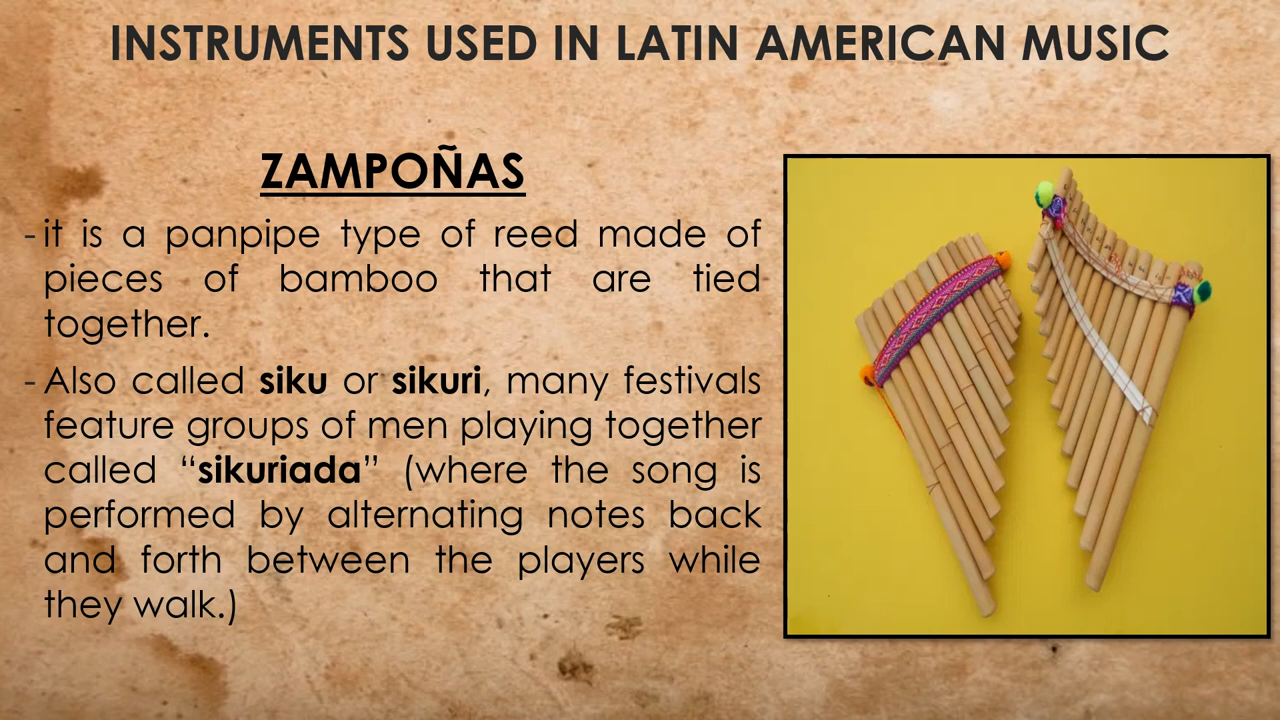 INSTRUMENTS USED IN LATIN AMERICAN MUSIC
ZAMPOÑAS
- it is a panpipe type of reed made of
pieces of bamboo that are tied
together.
- Also called siku or sikuri, many festivals
feature groups of men playing together
called “sikuriada” (where the song is
performed by alternating notes back
and forth between the players while
they walk.)